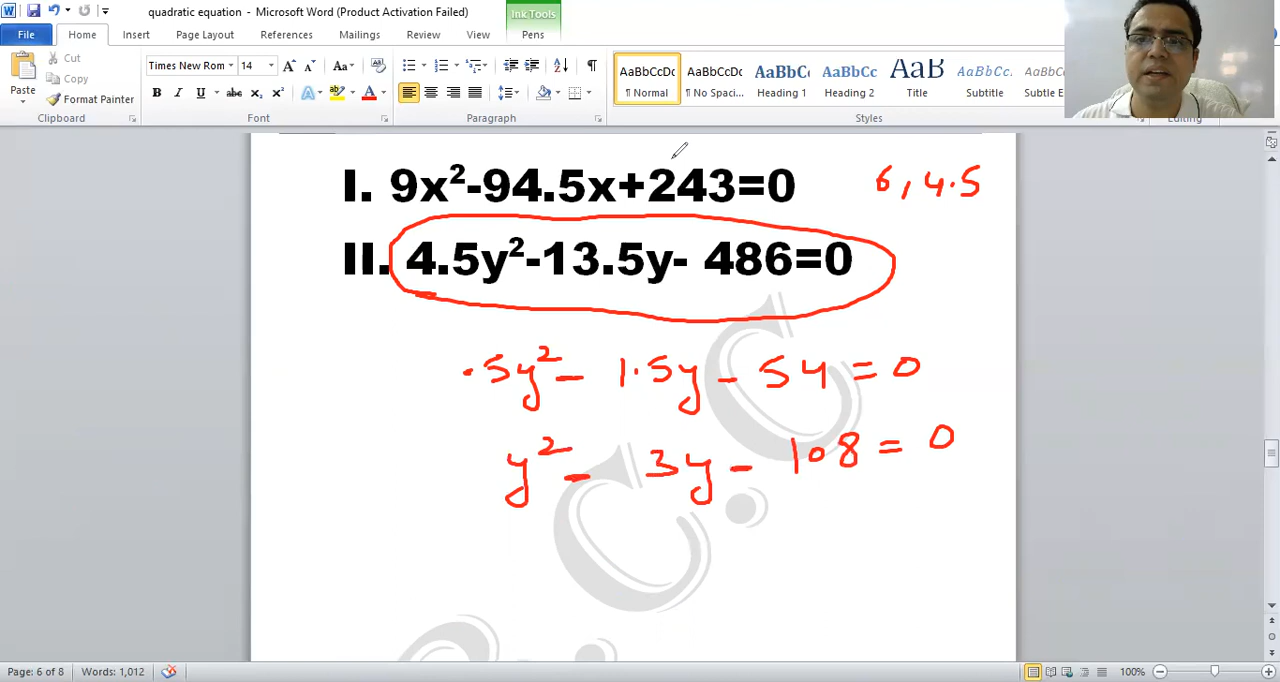 quadratic equation - Microsoft Word (Product Activation Failed)
Ink Tools
File Home Insert Page Layout References Mailings Review View Pens
Paste
Cut
Copy
Format Painter
Clipboard
Times New Rom 14
Font
Paragraph
AaBbCcDc AaBbCcDc AaBbC AaBbCc AaB AaBbCc. AaBbCc
¶ Normal ¶ No Spaci... Heading 1 Heading 2 Title Subtitle Subtle E
Styles
Editing
I. 9x²-94.5x+243=0
6, 4.5
II. 4.5y²-13.5y- 486=0
.5y² - 1.5y - 54 = 0
y² - 3y - 108 = 0
C.C.
Page: 6 of 8 Words: 1,012 100%